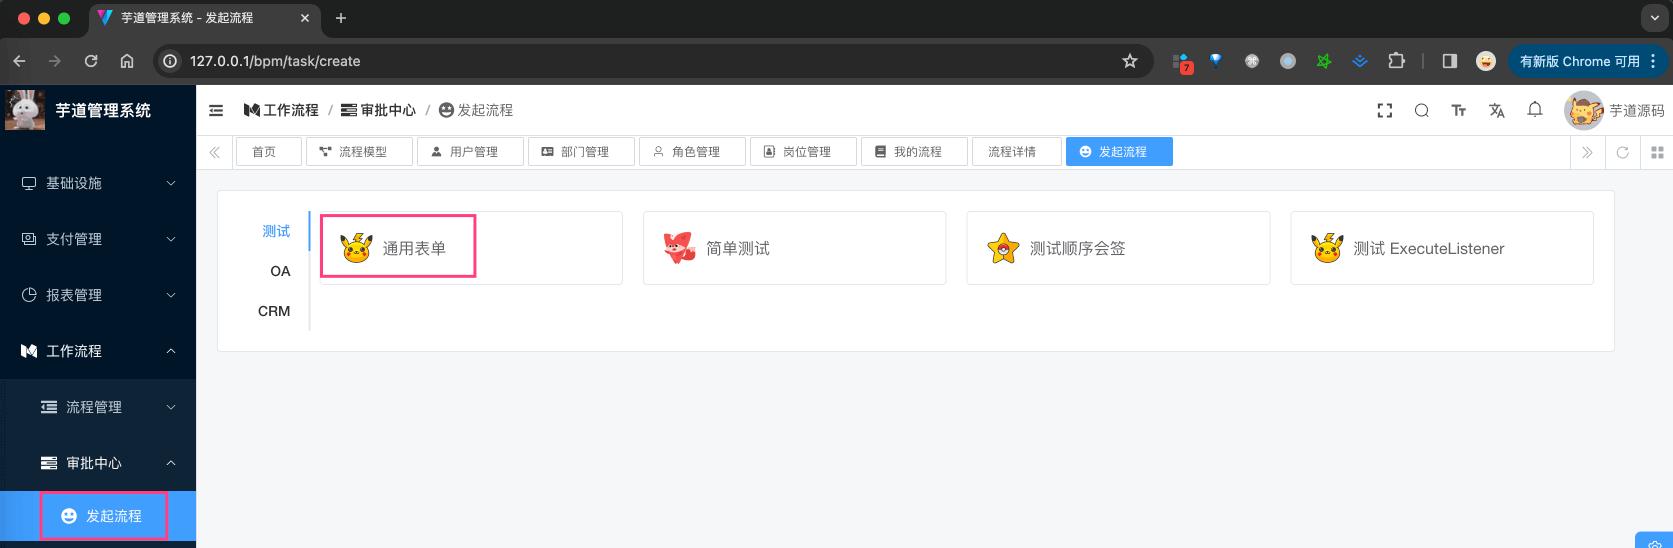 芋道管理系统 - 发起流程
127.0.0.1/bpm/task/create
7
有新版 Chrome 可用
芋道管理系统
工作流程 / 审批中心 / 发起流程
芋道源码
首页
流程模型
用户管理
部门管理
角色管理
岗位管理
我的流程
流程详情
发起流程
基础设施
支付管理
报表管理
工作流程
流程管理
审批中心
发起流程
测试
OA
CRM
通用表单
简单测试
测试顺序会签
测试 ExecuteListener